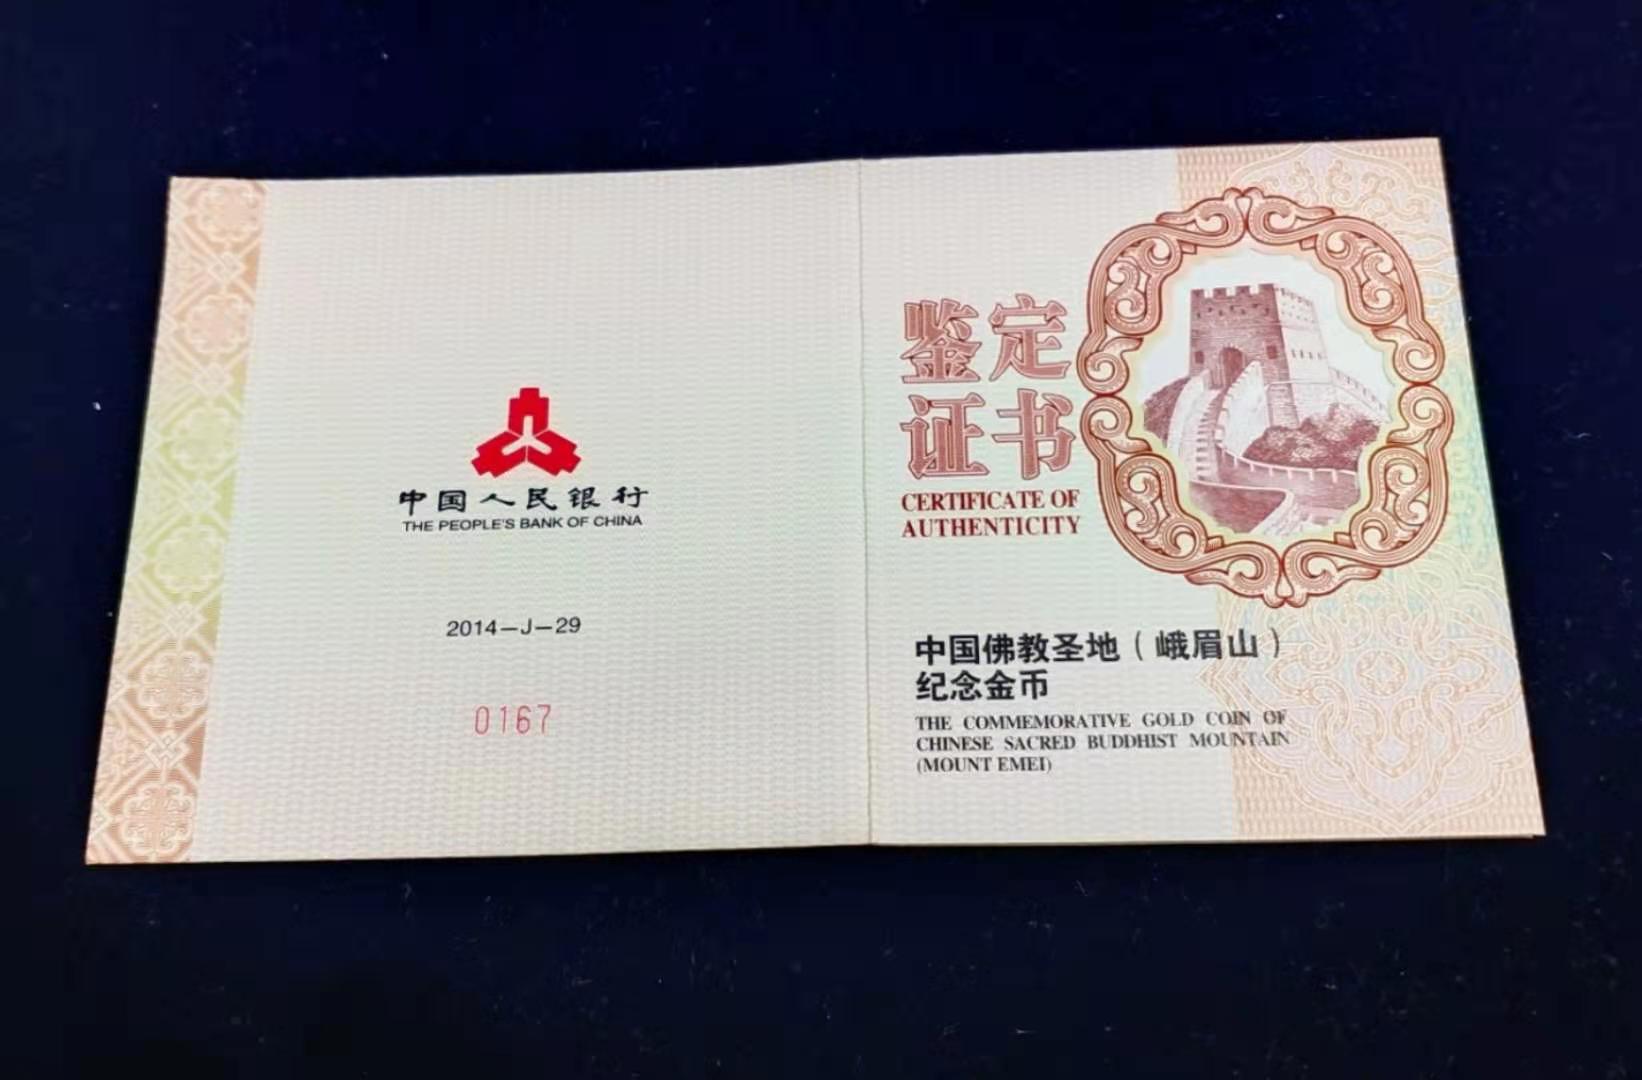 中国人民银行
THE PEOPLE'S BANK OF CHINA
2014—J—29
0167
鉴定
证书
CERTIFICATE OF
AUTHENTICITY
中国佛教圣地（峨眉山）
纪念金币
THE COMMEMORATIVE GOLD COIN OF
CHINESE SACRED BUDDHIST MOUNTAIN
(MOUNT EMEI)